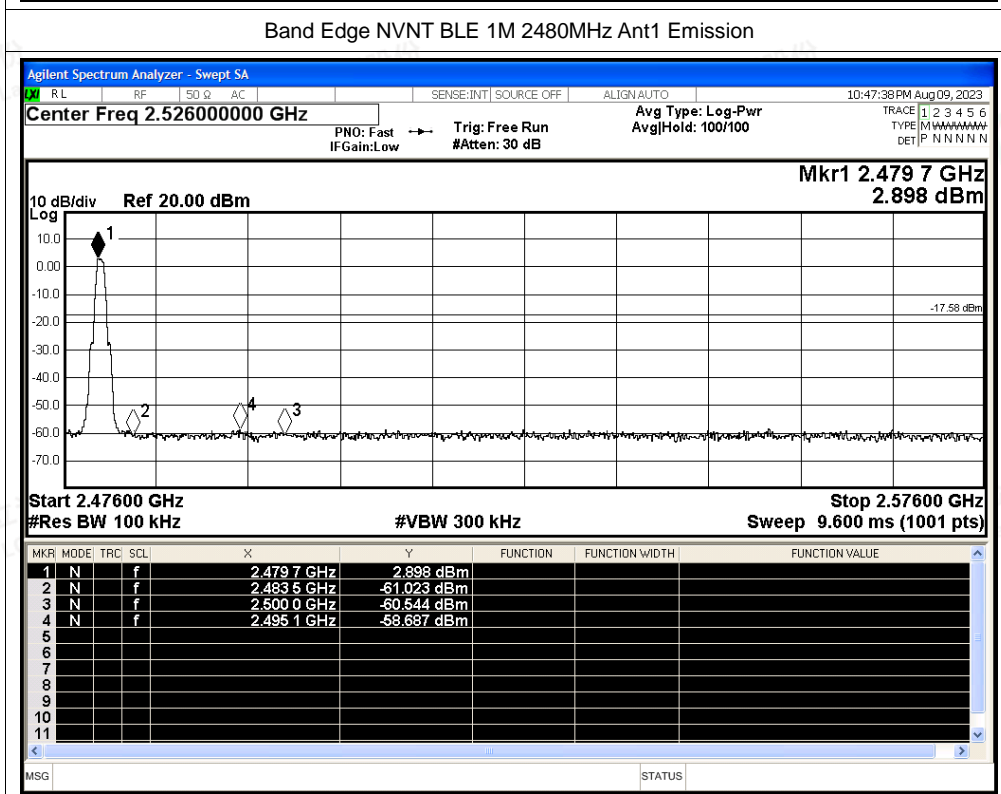 Band Edge NVNT BLE 1M 2480MHz Ant1 Emission
Agilent Spectrum Analyzer - Swept SA
LXI RL RF 50 Ω AC SENSE:INT SOURCE OFF ALIGN AUTO 10:47:38 PM Aug 09, 2023
Center Freq 2.526000000 GHz
Avg Type: Log-Pwr
TRACE 1 2 3 4 5 6
PNO: Fast Trig: Free Run Avg|Hold: 100/100
TYPE M
IFGain:Low #Atten: 30 dB
DET P N N N N N
Mkr1 2.479 7 GHz
2.898 dBm
10 dB/div Ref 20.00 dBm
Log
10.0
1
0.00
-10.0
-17.58 dBm
-20.0
-30.0
-40.0
-50.0
2 4 3
-60.0
-70.0
Start 2.47600 GHz Stop 2.57600 GHz
#Res BW 100 kHz #VBW 300 kHz Sweep 9.600 ms (1001 pts)
MKR MODE TRC SCL X Y FUNCTION FUNCTION WIDTH FUNCTION VALUE
1 N f 2.479 7 GHz 2.898 dBm
2 N f 2.483 5 GHz -61.023 dBm
3 N f 2.500 0 GHz -60.544 dBm
4 N f 2.495 1 GHz -58.687 dBm
5
6
7
8
9
10
11
MSG STATUS